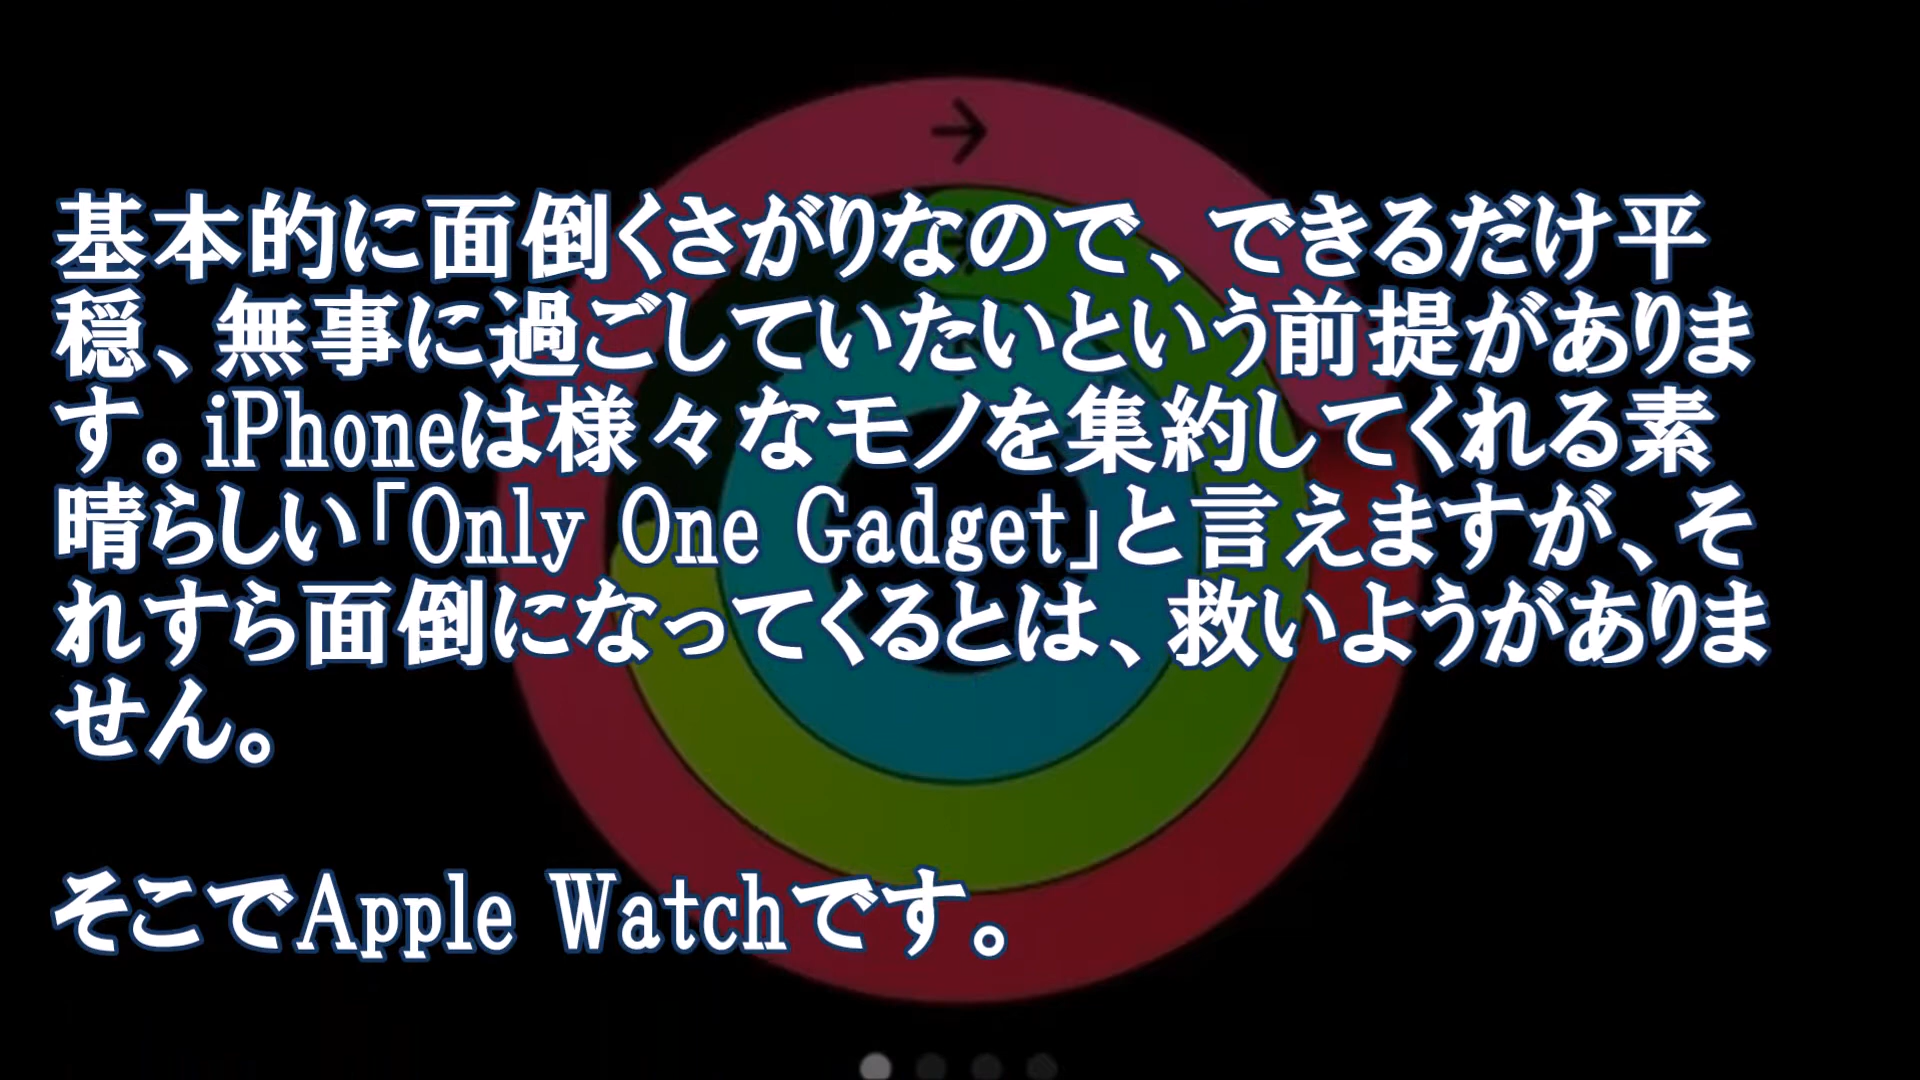 基本的に面倒くさがりなので、できるだけ平
穏、無事に過ごしていたいという前提がありま
す。iPhoneは様々なモノを集約してくれる素
晴らしい「Only One Gadget」と言えますが、そ
れすら面倒になってくるとは、救いようがありま
せん。
そこでApple Watchです。